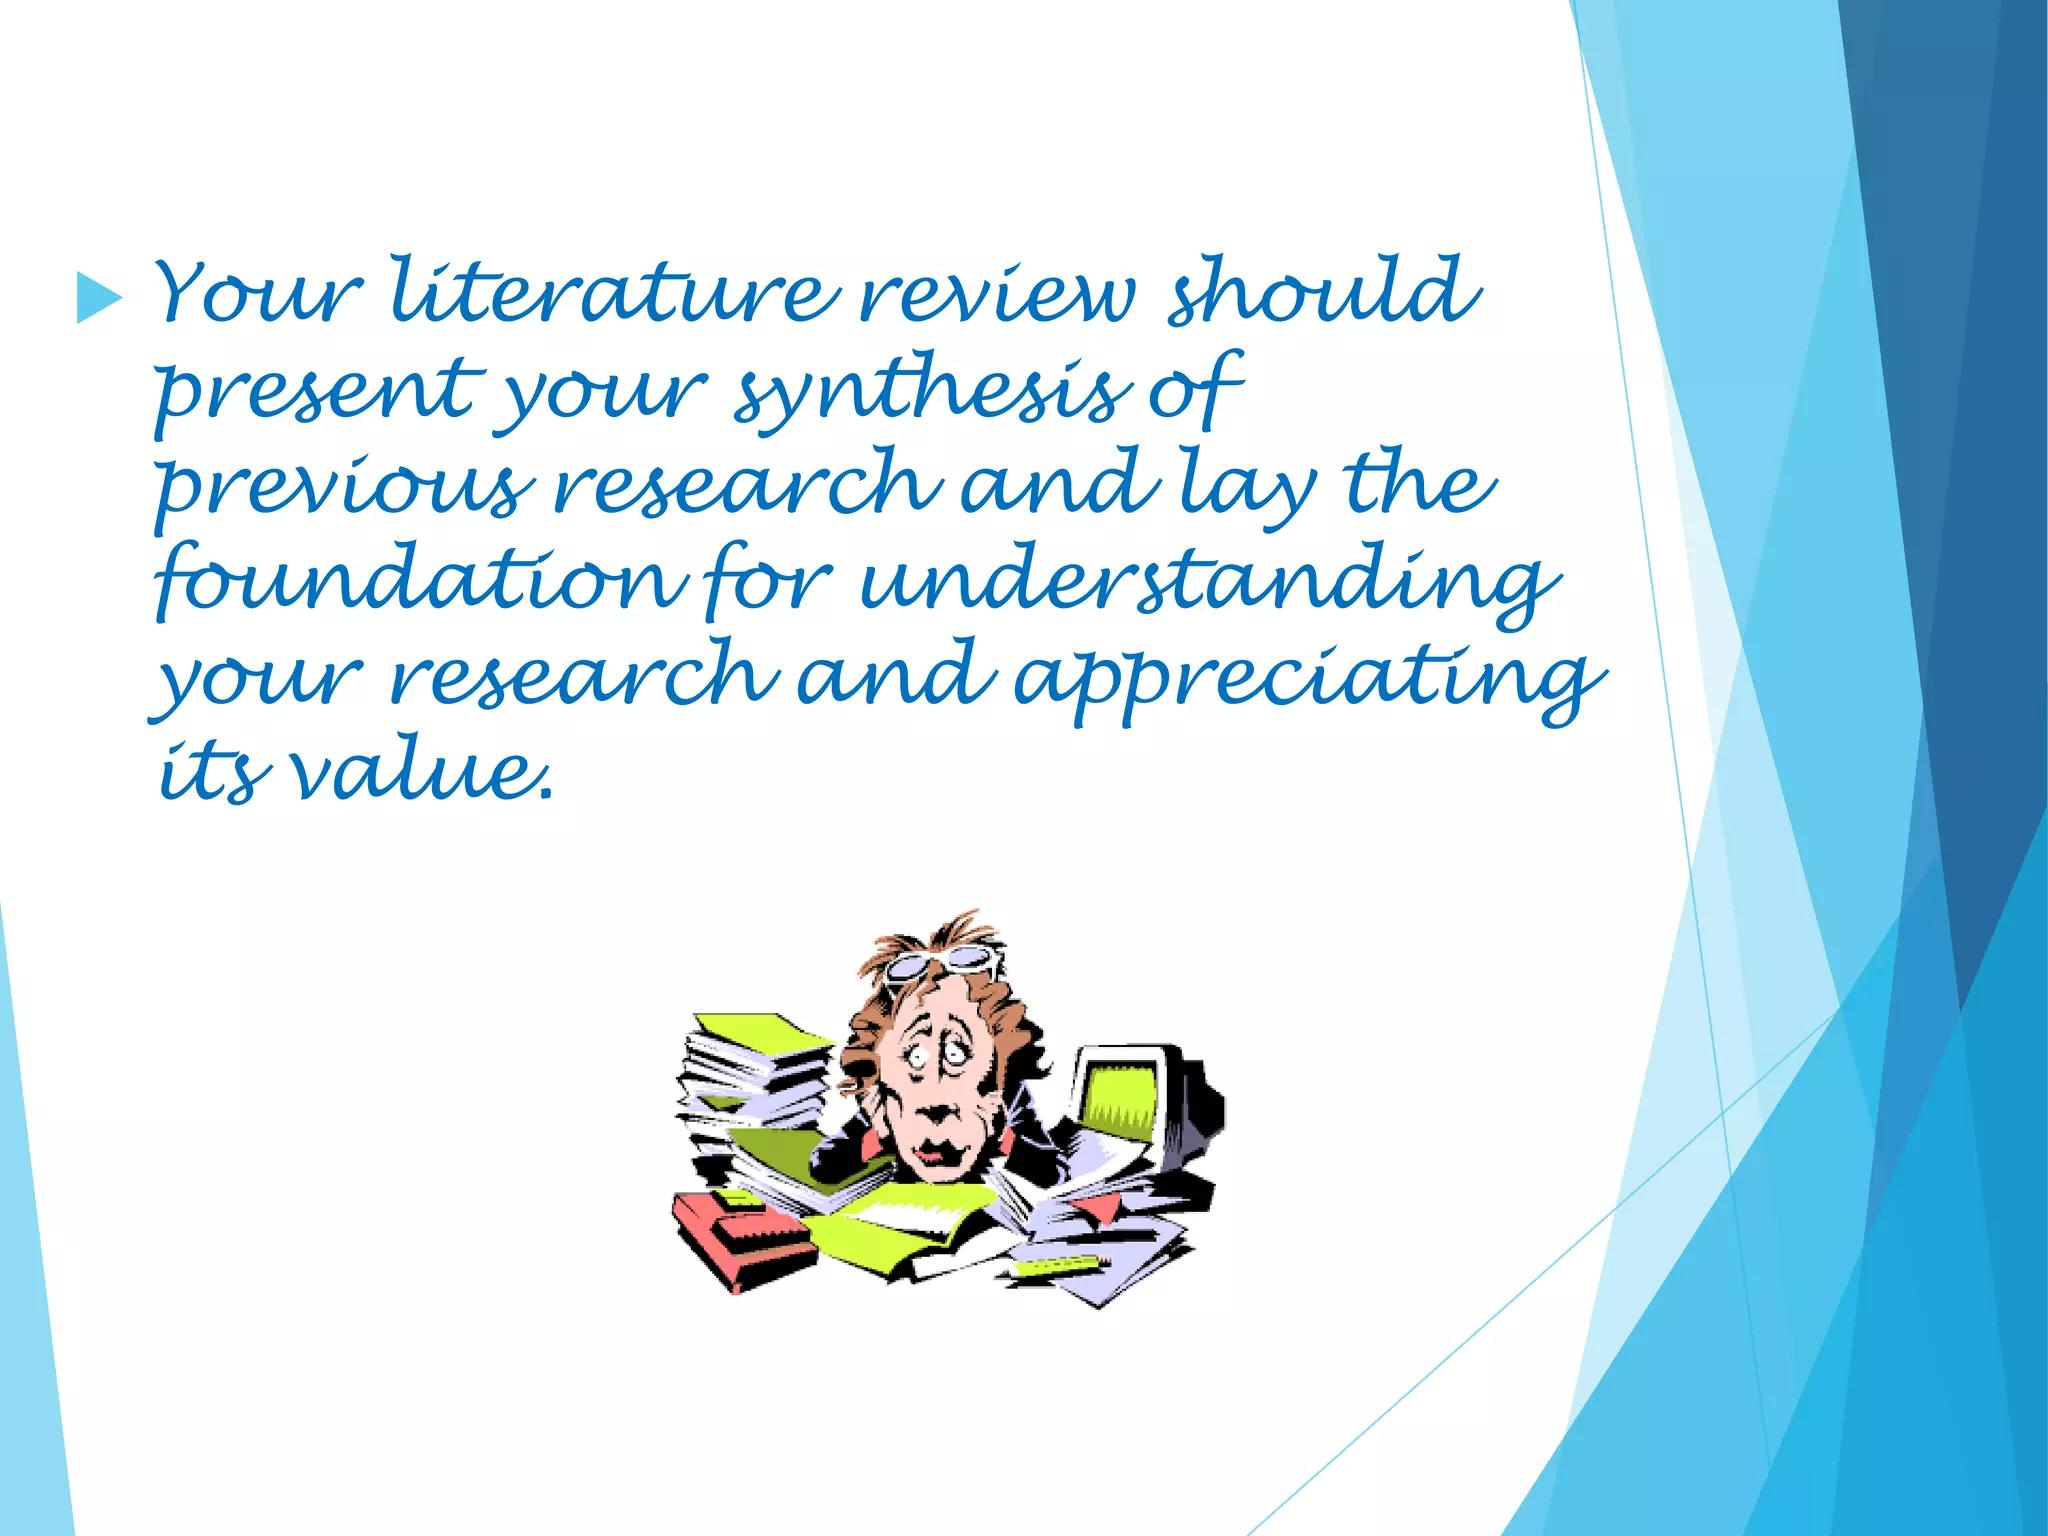 Your literature review should
present your synthesis of
previous research and lay the
foundation for understanding
your research and appreciating
its value.